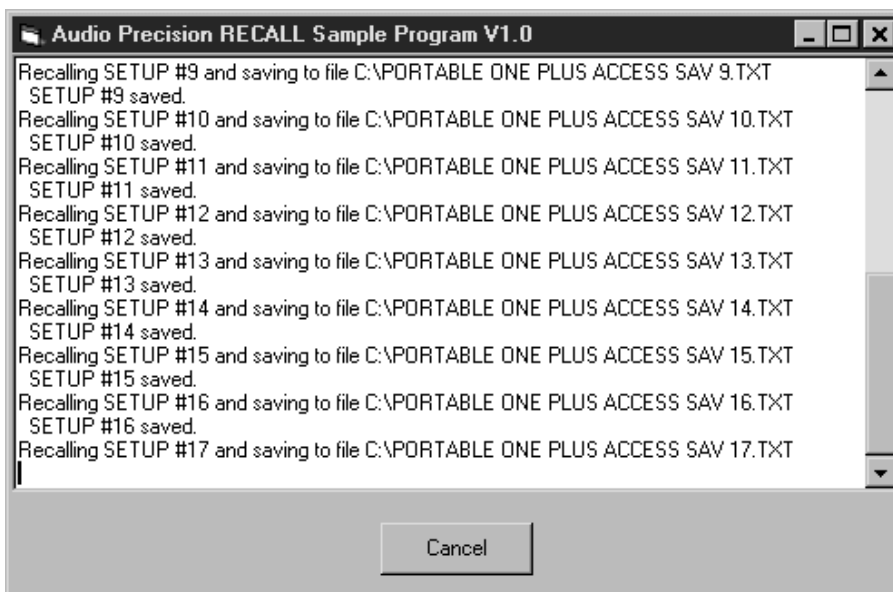 Audio Precision RECALL Sample Program V1.0
Recalling SETUP #9 and saving to file C:\PORTABLE ONE PLUS ACCESS SAV 9.TXT
SETUP #9 saved.
Recalling SETUP #10 and saving to file C:\PORTABLE ONE PLUS ACCESS SAV 10.TXT
SETUP #10 saved.
Recalling SETUP #11 and saving to file C:\PORTABLE ONE PLUS ACCESS SAV 11.TXT
SETUP #11 saved.
Recalling SETUP #12 and saving to file C:\PORTABLE ONE PLUS ACCESS SAV 12.TXT
SETUP #12 saved.
Recalling SETUP #13 and saving to file C:\PORTABLE ONE PLUS ACCESS SAV 13.TXT
SETUP #13 saved.
Recalling SETUP #14 and saving to file C:\PORTABLE ONE PLUS ACCESS SAV 14.TXT
SETUP #14 saved.
Recalling SETUP #15 and saving to file C:\PORTABLE ONE PLUS ACCESS SAV 15.TXT
SETUP #15 saved.
Recalling SETUP #16 and saving to file C:\PORTABLE ONE PLUS ACCESS SAV 16.TXT
SETUP #16 saved.
Recalling SETUP #17 and saving to file C:\PORTABLE ONE PLUS ACCESS SAV 17.TXT
Cancel